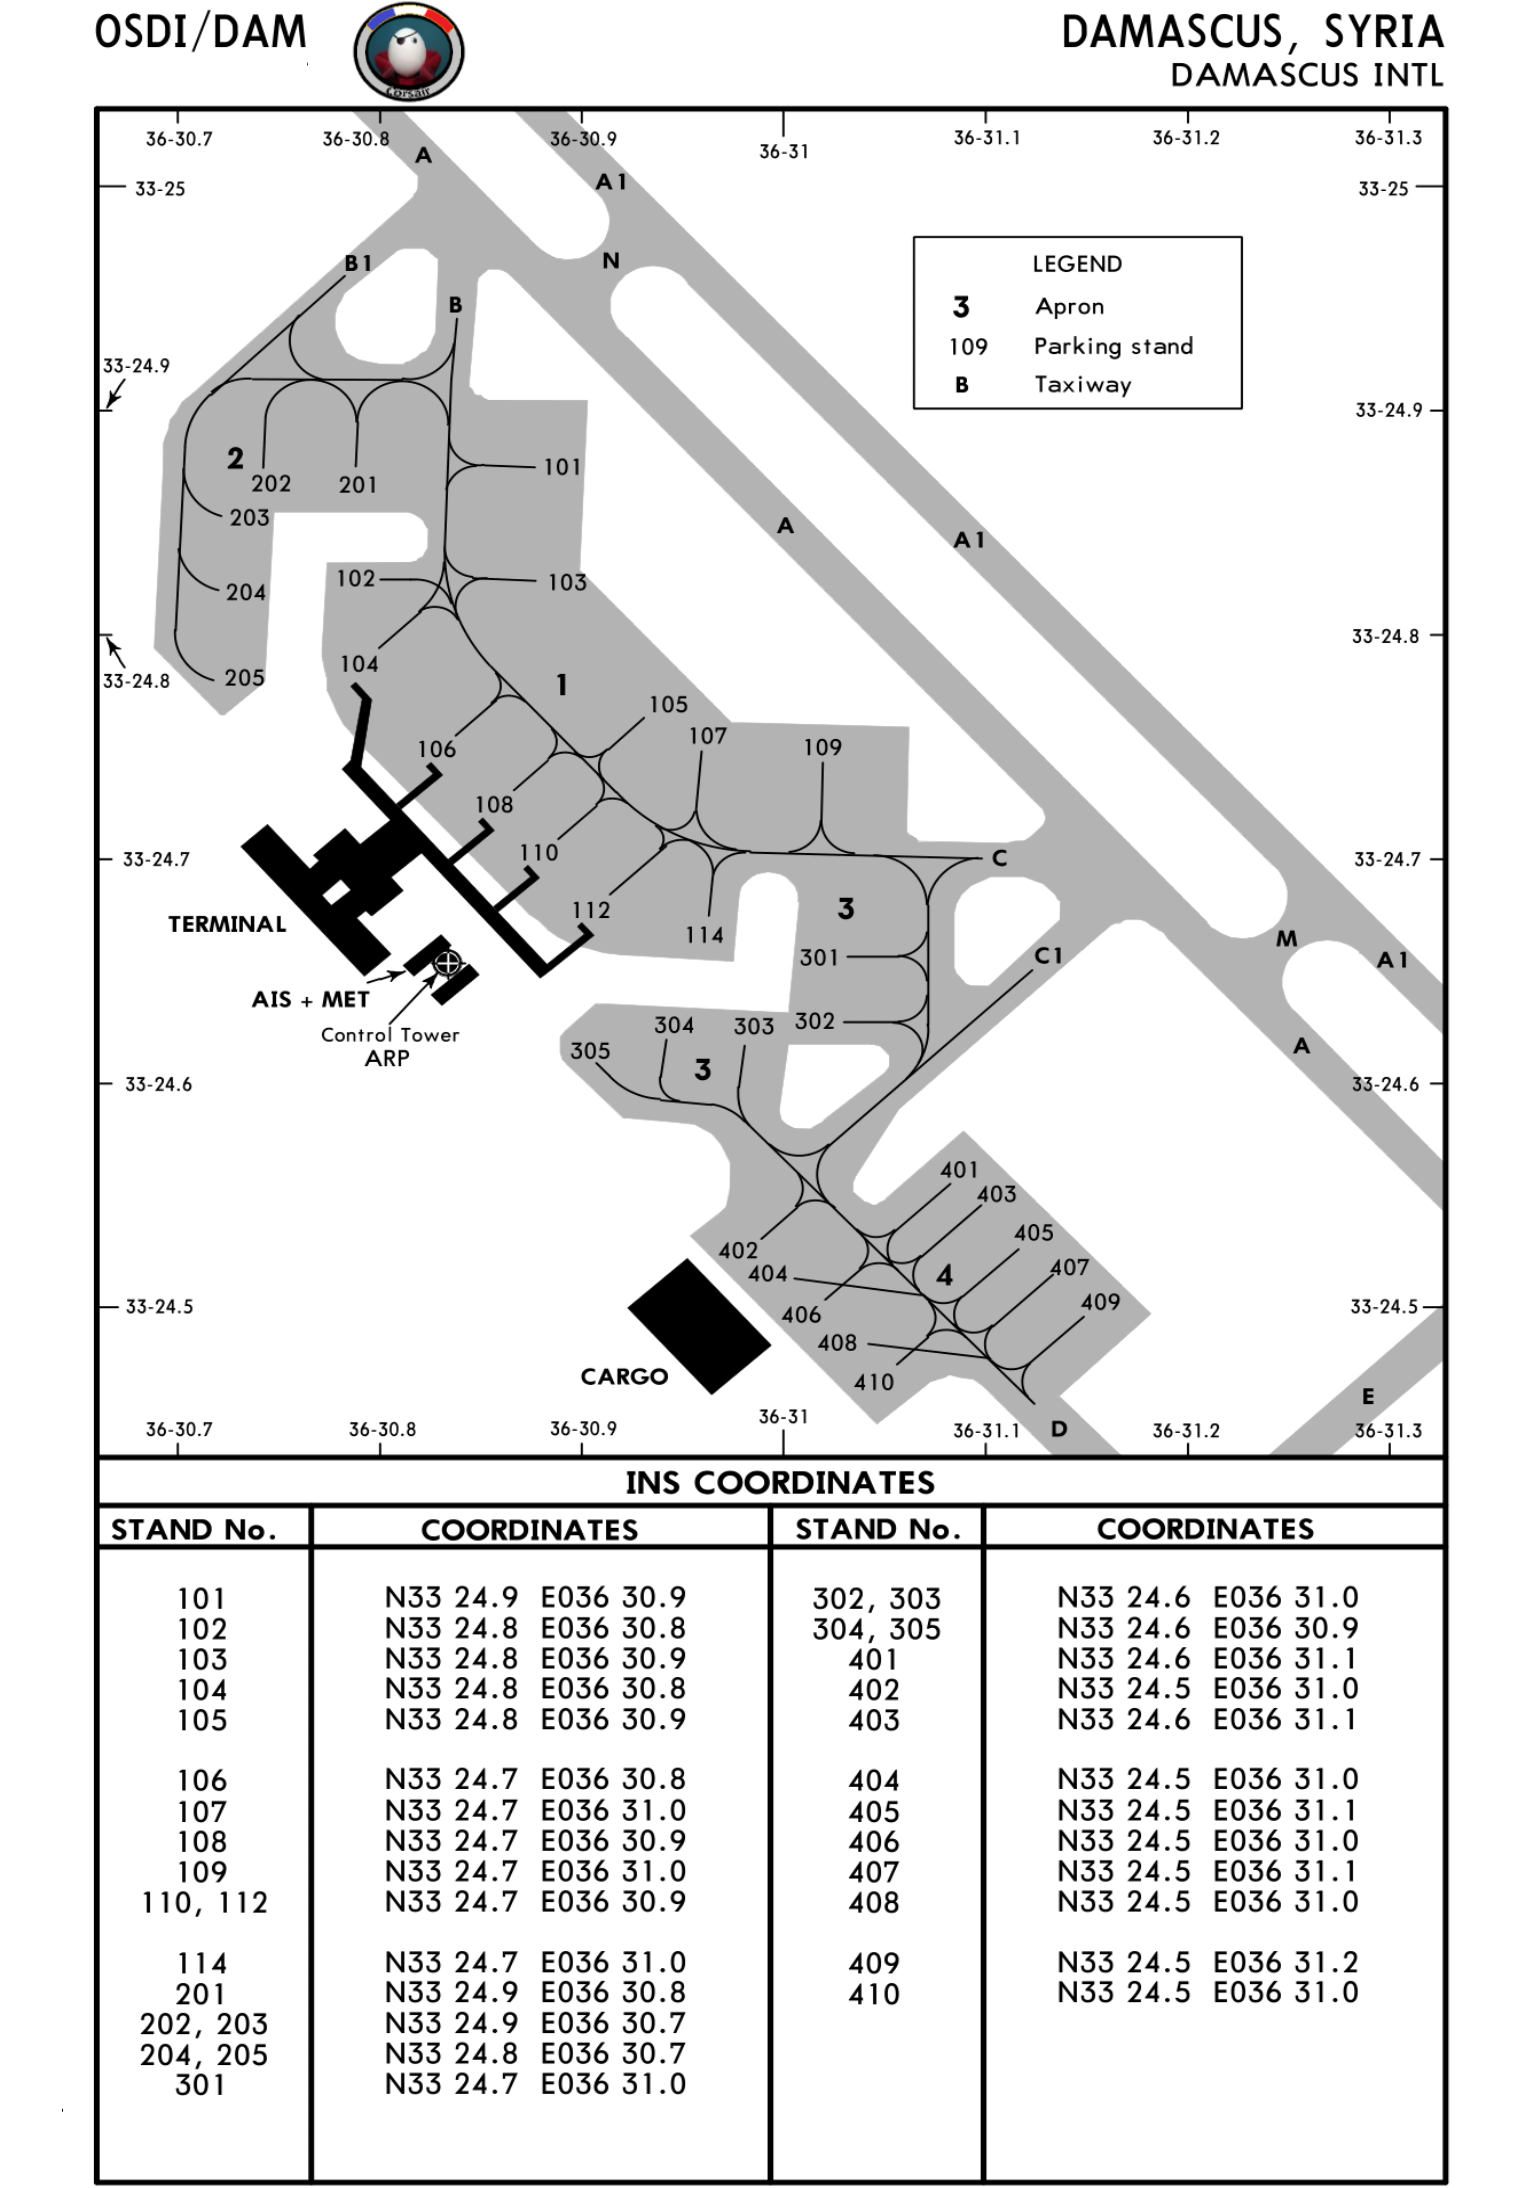 OSDI/DAM
Corsair
DAMASCUS, SYRIA
DAMASCUS INTL
36-30.7 36-30.8 36-30.9 36-31 36-31.1 36-31.2 36-31.3
A
A1
33-25 33-25
B1
N
LEGEND
3 Apron
109 Parking stand
B Taxiway
B
33-24.9
33-24.9
2
202 201
101
203
A
A1
102
103
204
33-24.8
104
205
33-24.8
1
105
107
109
106
108
110
33-24.7
C
33-24.7
112
3
TERMINAL
114
M
301
C1
A1
AIS + MET
302
304 303
Control Tower
ARP
305
3
A
33-24.6 33-24.6
401
403
405
402
404
4
407
409
33-24.5
406
33-24.5
408
CARGO
410
E
D
36-30.7 36-30.8 36-30.9 36-31 36-31.1 36-31.2 36-31.3
INS COORDINATES
STAND No. COORDINATES STAND No. COORDINATES
101 N33 24.9 E036 30.9 302, 303 N33 24.6 E036 31.0
102 N33 24.8 E036 30.8 304, 305 N33 24.6 E036 30.9
103 N33 24.8 E036 30.9 401 N33 24.6 E036 31.1
104 N33 24.8 E036 30.8 402 N33 24.5 E036 31.0
105 N33 24.8 E036 30.9 403 N33 24.6 E036 31.1
106 N33 24.7 E036 30.8 404 N33 24.5 E036 31.0
107 N33 24.7 E036 31.0 405 N33 24.5 E036 31.1
108 N33 24.7 E036 30.9 406 N33 24.5 E036 31.0
109 N33 24.7 E036 31.0 407 N33 24.5 E036 31.1
110, 112 N33 24.7 E036 30.9 408 N33 24.5 E036 31.0
114 N33 24.7 E036 31.0 409 N33 24.5 E036 31.2
201 N33 24.9 E036 30.8 410 N33 24.5 E036 31.0
202, 203 N33 24.9 E036 30.7
204, 205 N33 24.8 E036 30.7
301 N33 24.7 E036 31.0